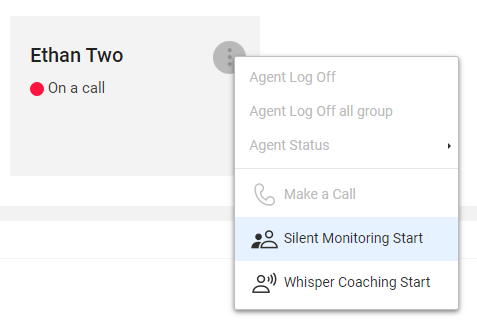 Ethan Two
On a call
Agent Log Off
Agent Log Off all group
Agent Status
Make a Call
Silent Monitoring Start
Whisper Coaching Start